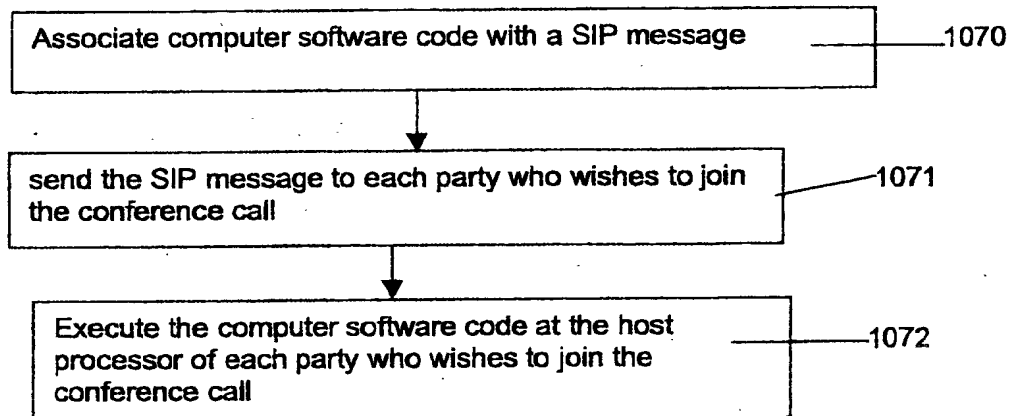 Associate computer software code with a SIP message
1070
send the SIP message to each party who wishes to join
the conference call
1071
Execute the computer software code at the host
processor of each party who wishes to join the
conference call
1072